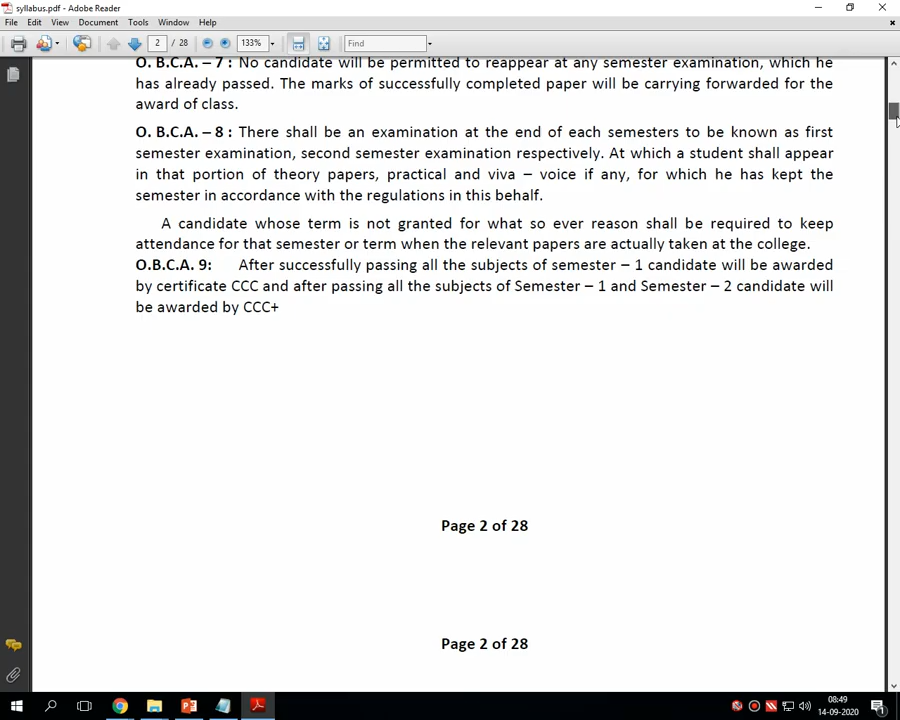 syllabus.pdf - Adobe Reader
File Edit View Document Tools Window Help
2 / 28 133% Find
O. B.C.A. – 7 : No candidate will be permitted to reappear at any semester examination, which he
has already passed. The marks of successfully completed paper will be carrying forwarded for the
award of class.
O. B.C.A. – 8 : There shall be an examination at the end of each semesters to be known as first
semester examination, second semester examination respectively. At which a student shall appear
in that portion of theory papers, practical and viva – voice if any, for which he has kept the
semester in accordance with the regulations in this behalf.
A candidate whose term is not granted for what so ever reason shall be required to keep
attendance for that semester or term when the relevant papers are actually taken at the college.
O.B.C.A. 9: After successfully passing all the subjects of semester – 1 candidate will be awarded
by certificate CCC and after passing all the subjects of Semester – 1 and Semester – 2 candidate will
be awarded by CCC+
Page 2 of 28
Page 2 of 28
08:49
14-09-2020